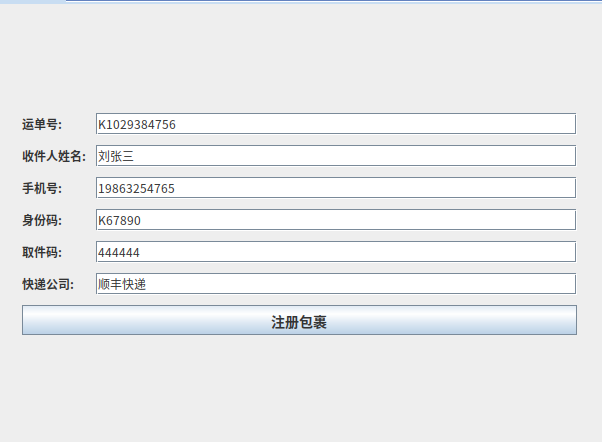 运单号: K1029384756
收件人姓名: 刘张三
手机号: 19863254765
身份码: K67890
取件码: 444444
快递公司: 顺丰快递
注册包裹